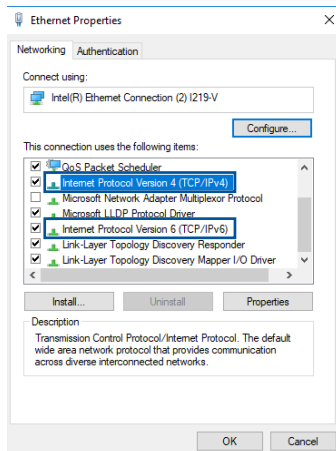 Ethernet Properties
Networking Authentication
Connect using:
Intel(R) Ethernet Connection (2) I219-V
Configure...
This connection uses the following items:
QoS Packet Scheduler
Internet Protocol Version 4 (TCP/IPv4)
Microsoft Network Adapter Multiplexor Protocol
Microsoft LLDP Protocol Driver
Internet Protocol Version 6 (TCP/IPv6)
Link-Layer Topology Discovery Responder
Link-Layer Topology Discovery Mapper I/O Driver
Install... Uninstall Properties
Description
Transmission Control Protocol/Internet Protocol. The default
wide area network protocol that provides communication
across diverse interconnected networks.
OK Cancel